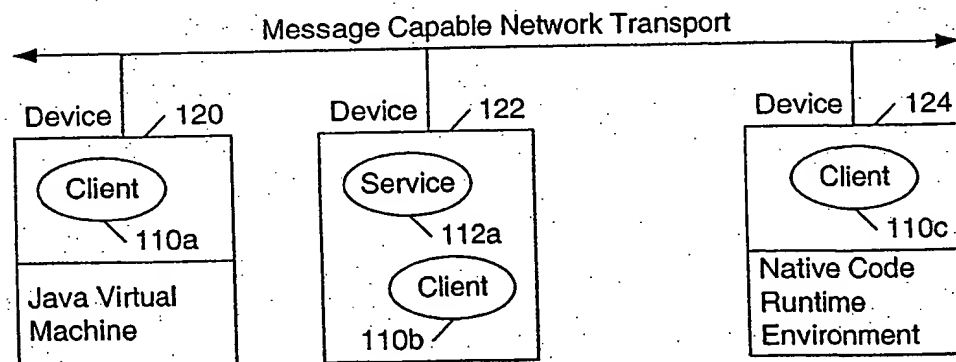 Message Capable Network Transport
Device
120
Device
122
Device
124
Client
110a
Service
112a
Client
110c
Client
110b
Java Virtual
Machine
Native Code
Runtime
Environment